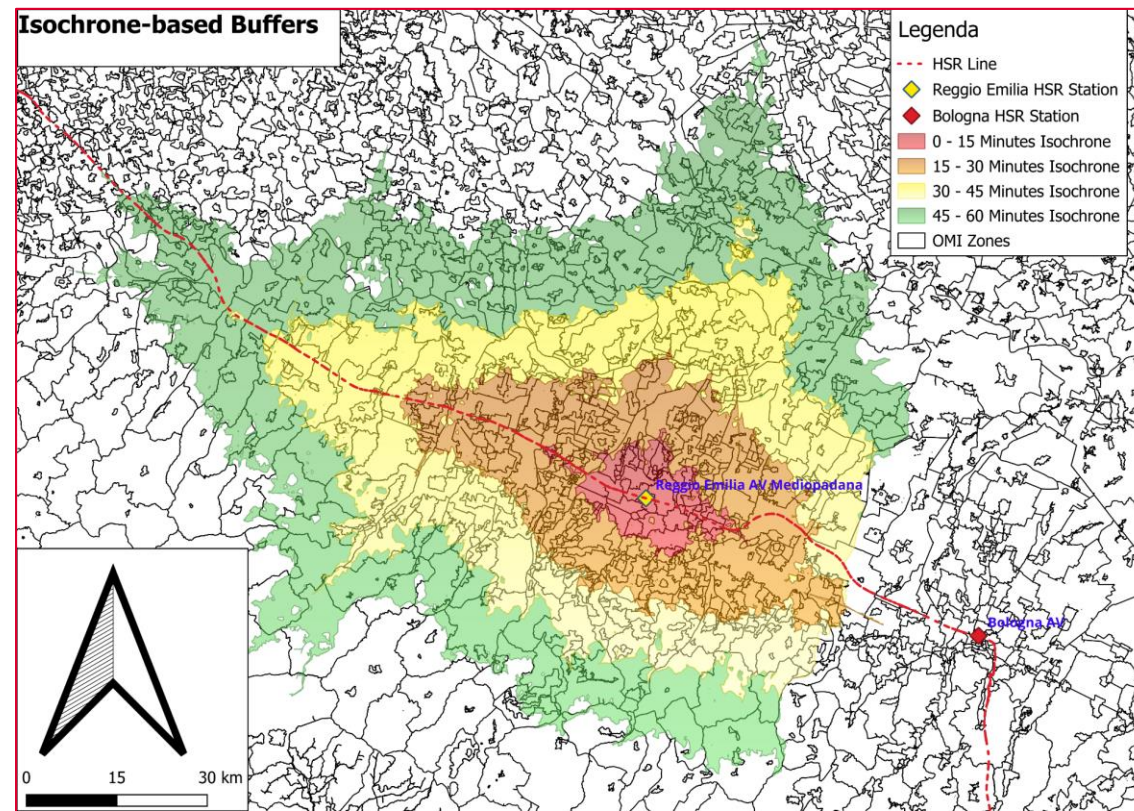 Isochrone-based Buffers
Legenda
HSR Line
Reggio Emilia HSR Station
Bologna HSR Station
0 - 15 Minutes Isochrone
15 - 30 Minutes Isochrone
30 - 45 Minutes Isochrone
45 - 60 Minutes Isochrone
OMI Zones
Reggio Emilia AV Mediopadana
Bologna AV
0 15 30 km